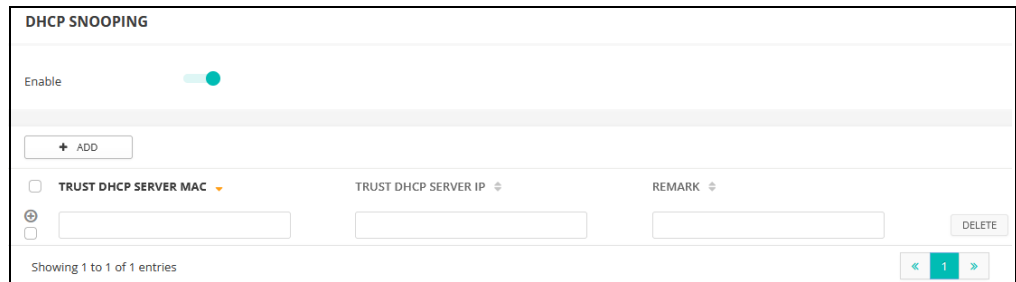 DHCP SNOOPING
Enable
+ ADD
TRUST DHCP SERVER MAC TRUST DHCP SERVER IP REMARK
DELETE
Showing 1 to 1 of 1 entries « 1 »